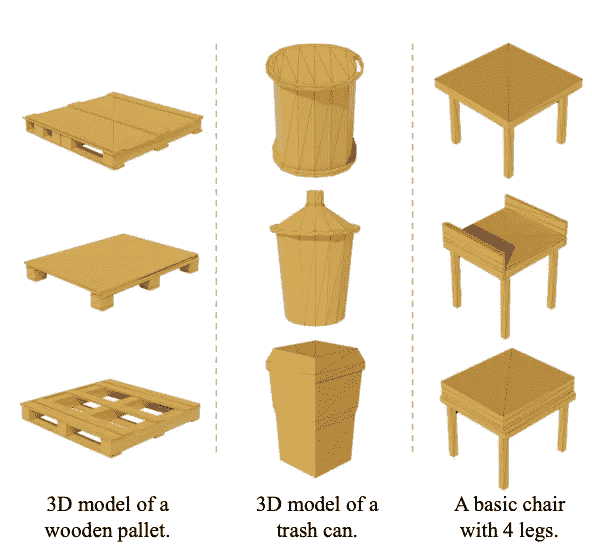 3D model of a
wooden pallet.
3D model of a
trash can.
A basic chair
with 4 legs.